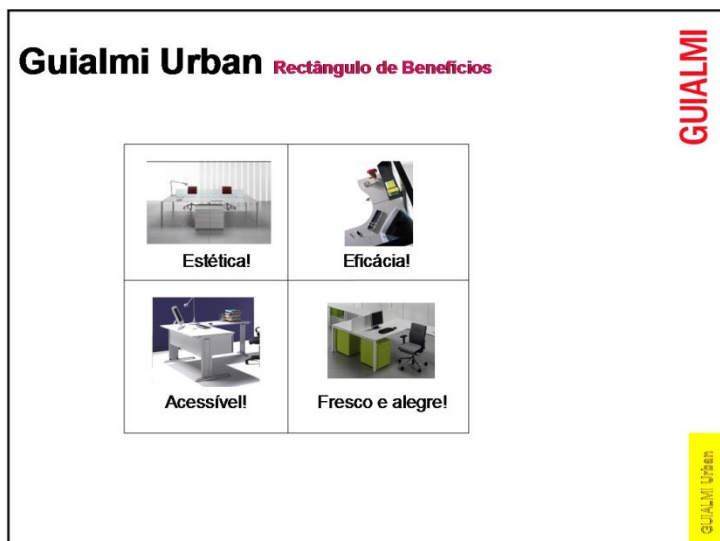 Guialmi Urban Rectângulo de Benefícios
GUIALMI
Estética!
Eficácia!
Acessível!
Fresco e alegre!
GUIALMI Urban